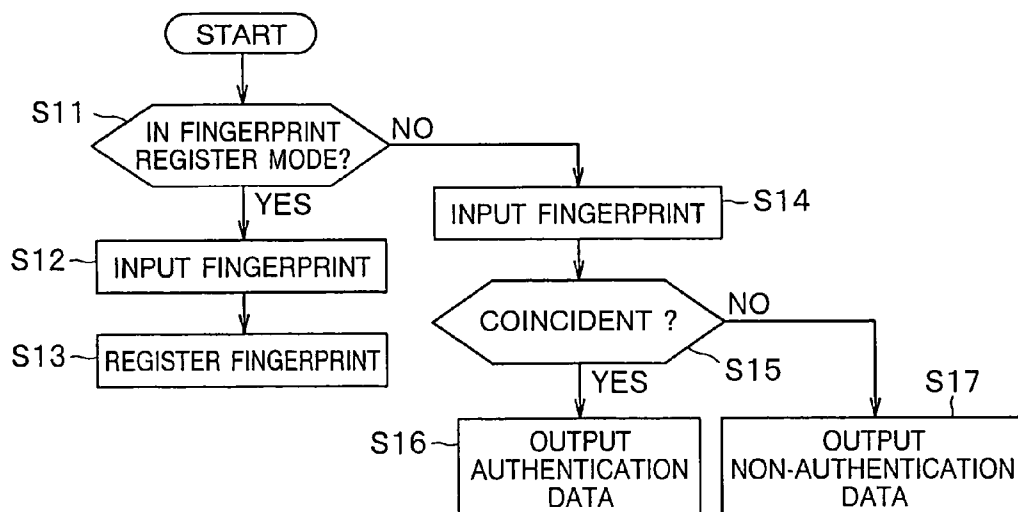 START
S11
IN FINGERPRINT
REGISTER MODE?
NO
YES
S12
INPUT FINGERPRINT
S13
REGISTER FINGERPRINT
INPUT FINGERPRINT
S14
COINCIDENT ?
NO
S15
YES
S16
OUTPUT
AUTHENTICATION
DATA
S17
OUTPUT
NON-AUTHENTICATION
DATA